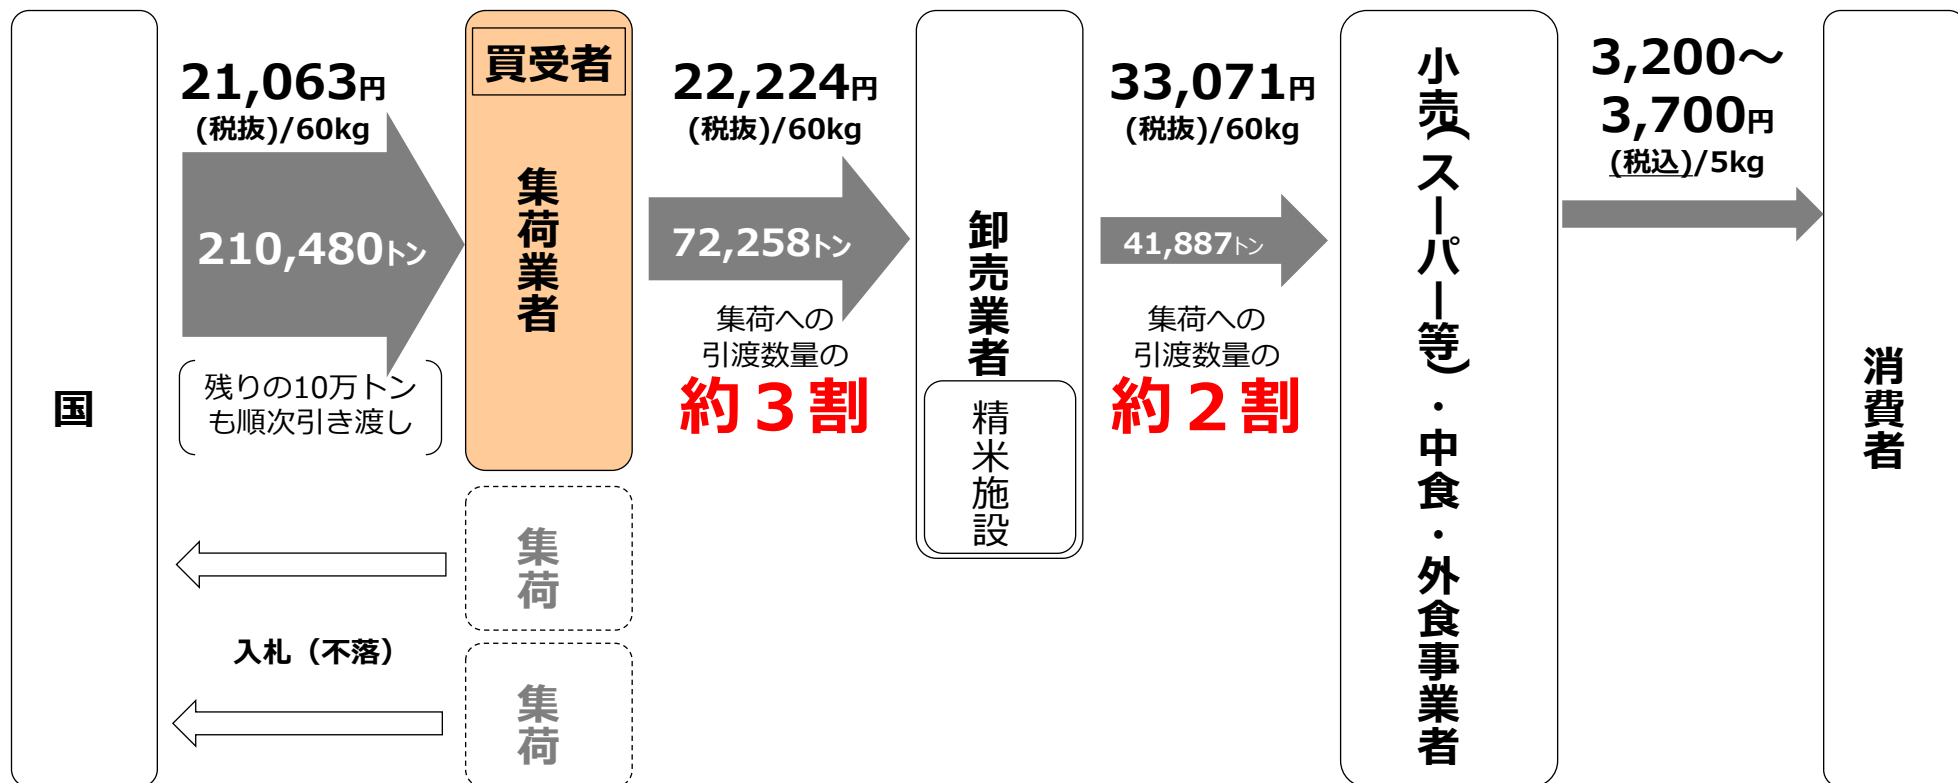 国
21,063円
(税抜)/60kg
210,480トン
残りの10万トン
も順次引き渡し
入札（不落）
買受者
集荷業者
集荷
集荷
22,224円
(税抜)/60kg
72,258トン
集荷への
引渡数量の
約３割
卸売業者
精米施設
33,071円
(税抜)/60kg
41,887トン
集荷への
引渡数量の
約２割
小売（スーパー等）・中食・外食事業者
3,200～
3,700円
(税込)/5kg
消費者